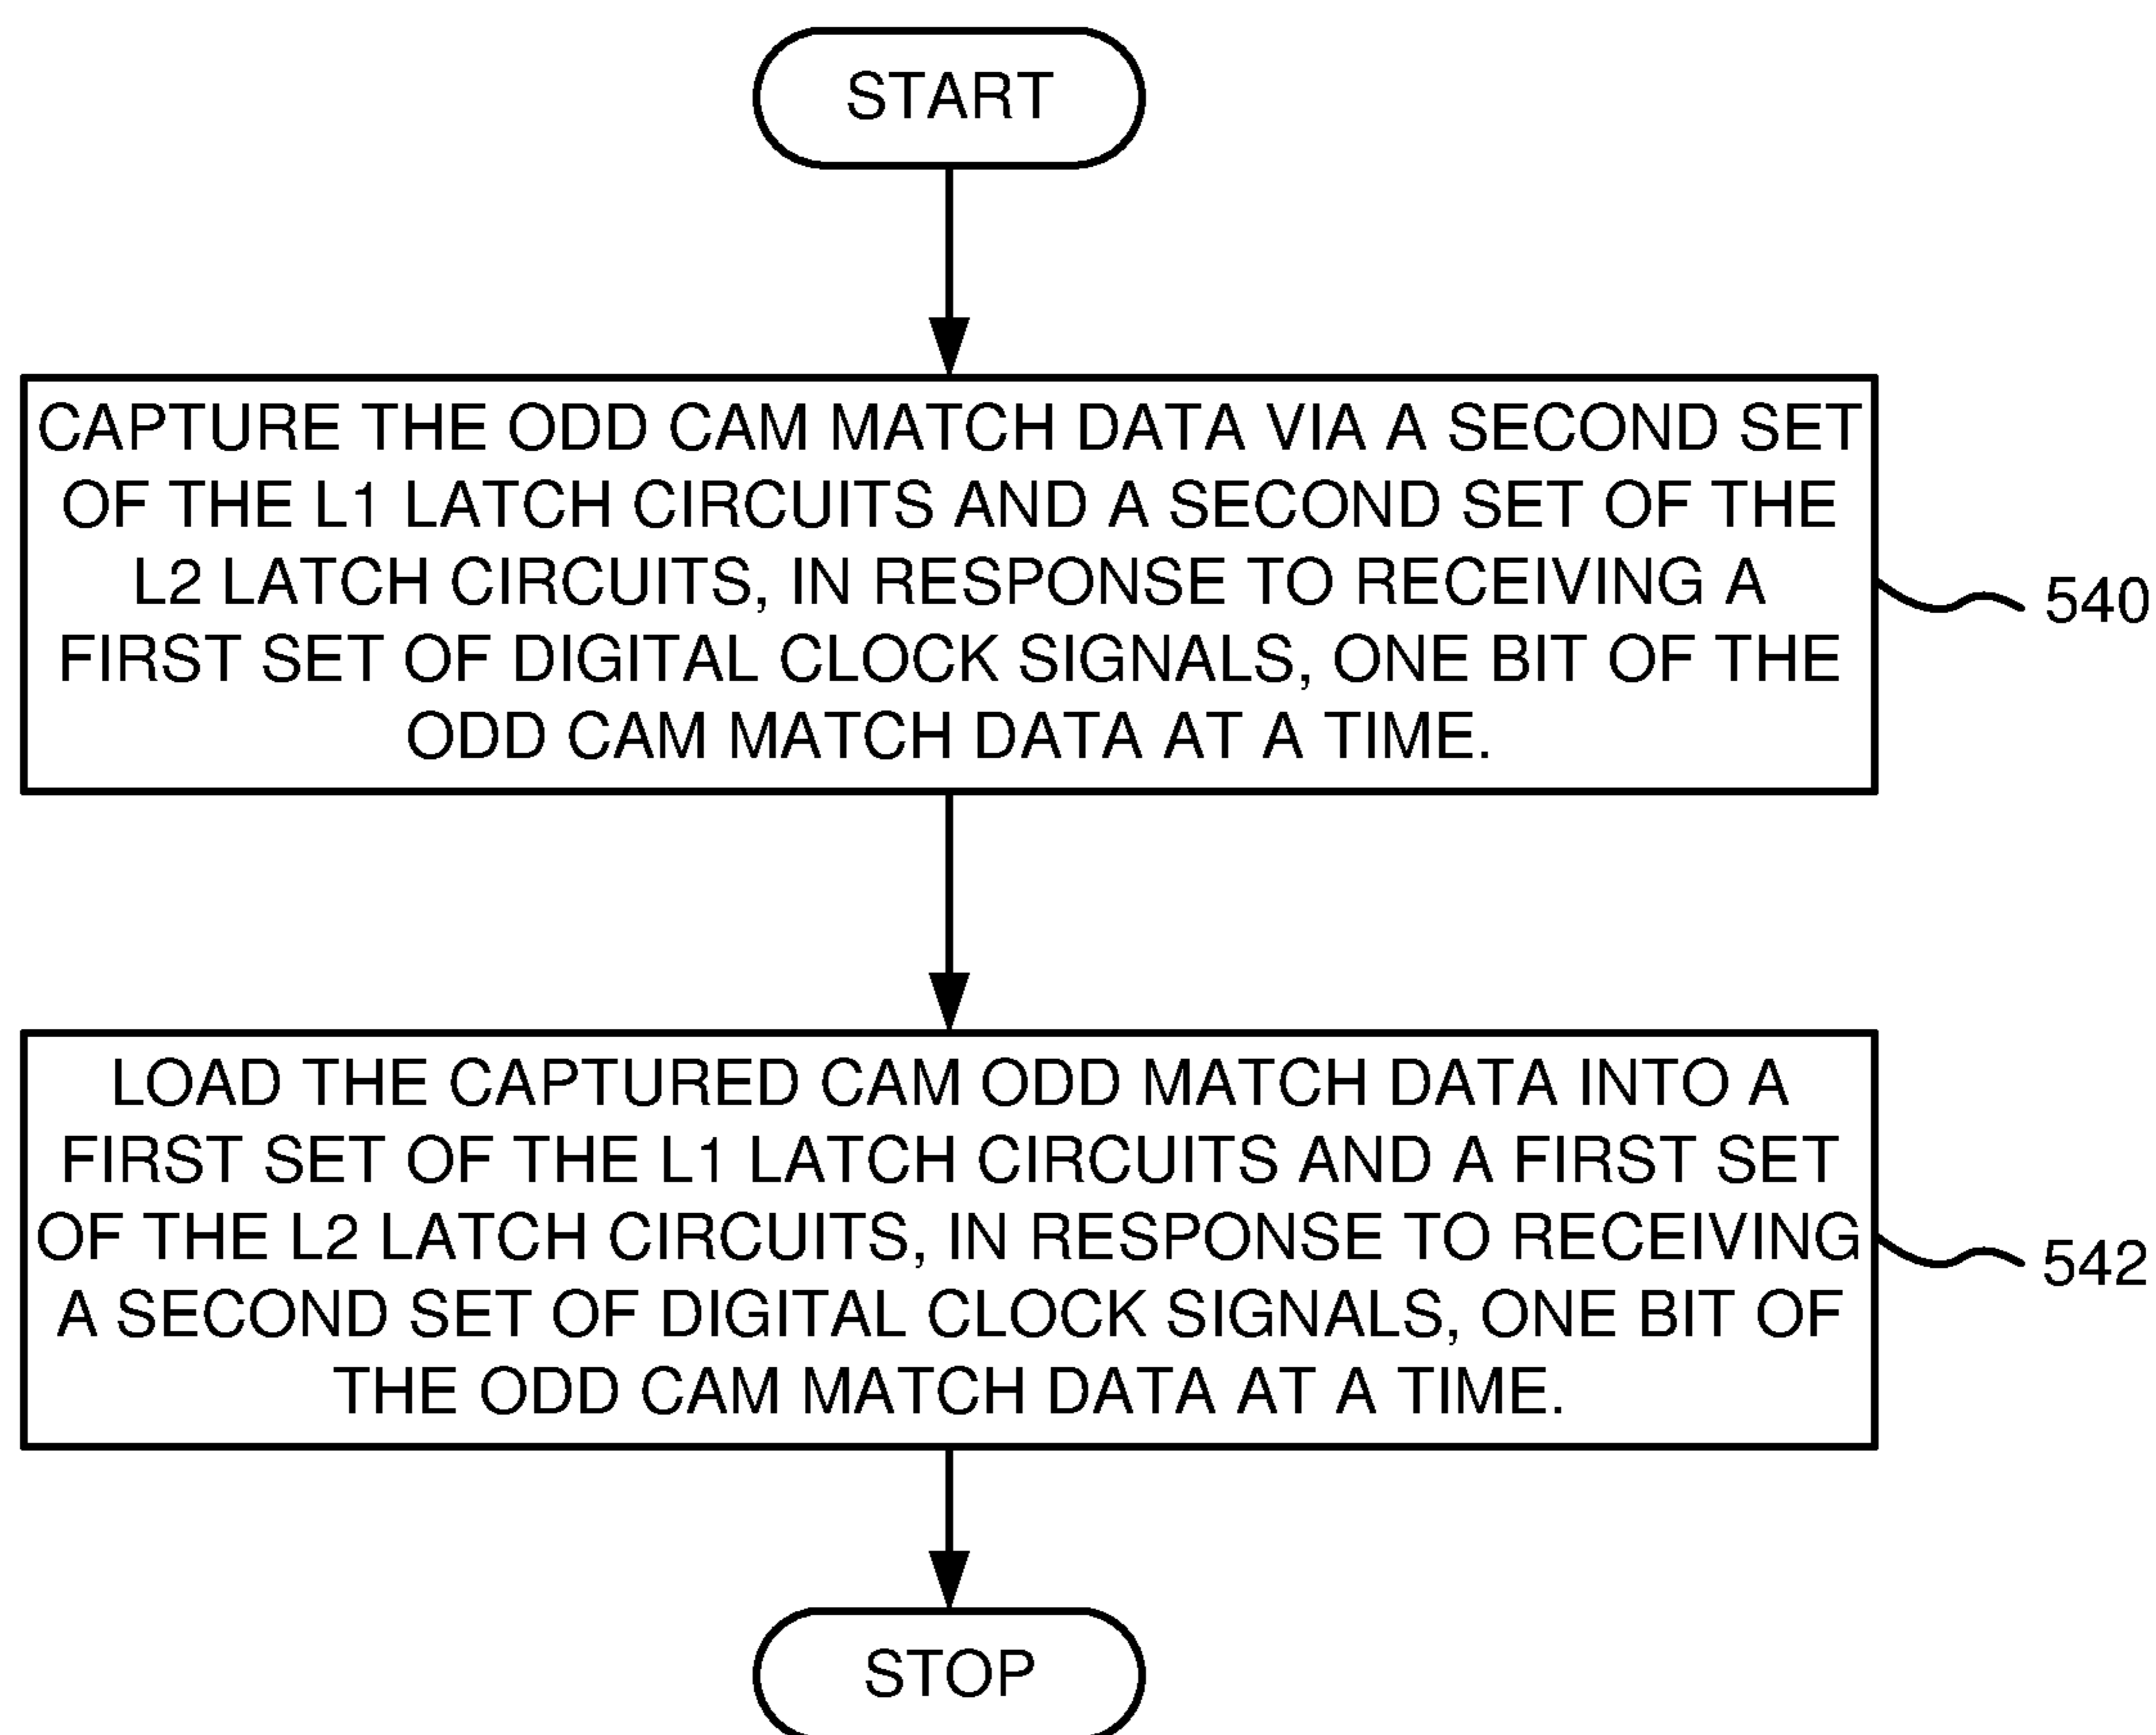 START
CAPTURE THE ODD CAM MATCH DATA VIA A SECOND SET
OF THE L1 LATCH CIRCUITS AND A SECOND SET OF THE
L2 LATCH CIRCUITS, IN RESPONSE TO RECEIVING A
FIRST SET OF DIGITAL CLOCK SIGNALS, ONE BIT OF THE
ODD CAM MATCH DATA AT A TIME.
540
LOAD THE CAPTURED CAM ODD MATCH DATA INTO A
FIRST SET OF THE L1 LATCH CIRCUITS AND A FIRST SET
OF THE L2 LATCH CIRCUITS, IN RESPONSE TO RECEIVING
A SECOND SET OF DIGITAL CLOCK SIGNALS, ONE BIT OF
THE ODD CAM MATCH DATA AT A TIME.
542
STOP